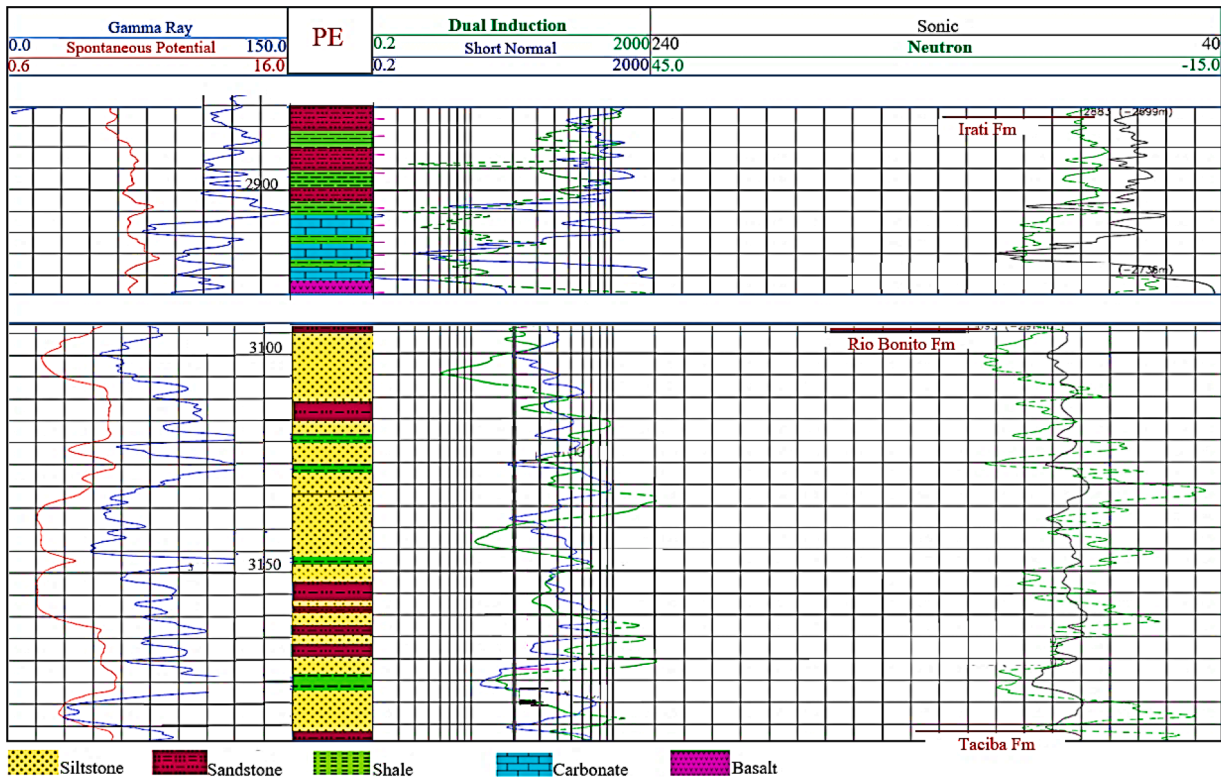 Gamma Ray
0.0 150.0
Spontaneous Potential
0.6 16.0
PE
Dual Induction
0.2 2000
Short Normal
0.2 2000
Sonic
240 40
Neutron
45.0 -15.0
Irati Fm
2900
Rio Bonito Fm
3100
3150
Taciba Fm
Siltstone Sandstone Shale Carbonate Basalt